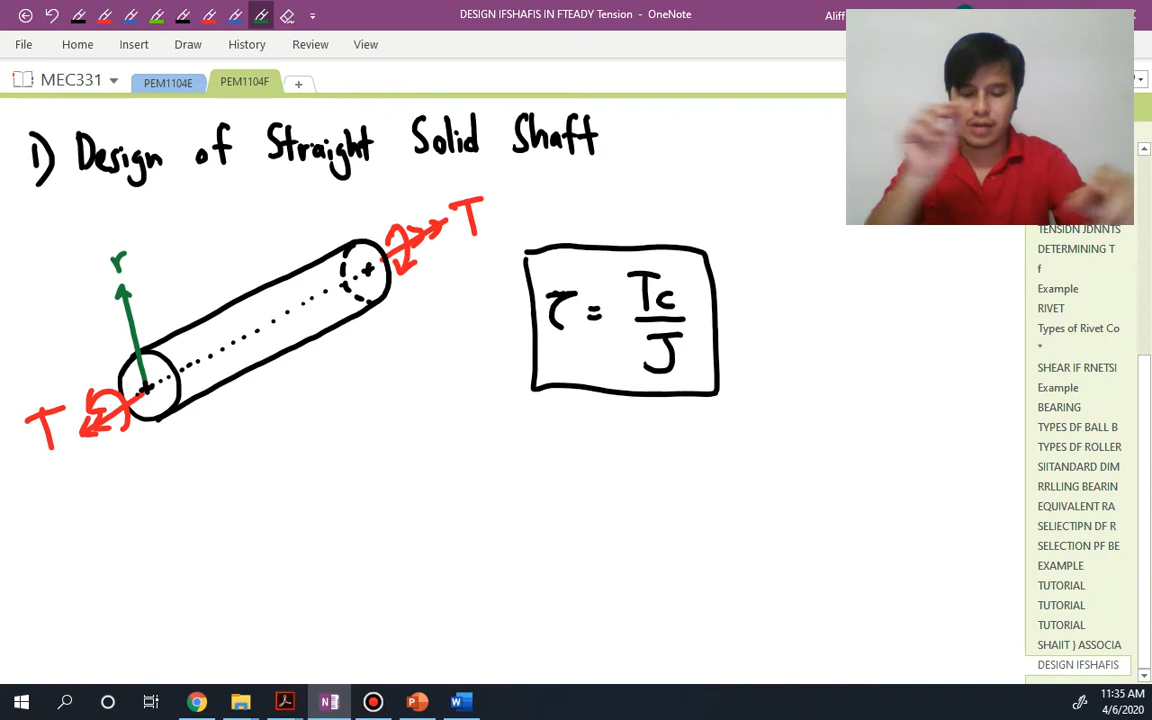 DESIGN IFSHAFIS IN FTEADY Tension - OneNote
Aliff
File Home Insert Draw History Review View
MEC331
PEM1104E
PEM1104F
1) Design of Straight Solid Shaft
T
r
T
τ = Tc / J
TENSIDN JDNNTS
DETERMINING T
f
Example
RIVET
Types of Rivet Co
*
SHEAR IF RNETSI
Example
BEARING
TYPES DF BALL B
TYPES DF ROLLER
SIITANDARD DIM
RRLLING BEARIN
EQUIVALENT RA
SELIECTIPN DF R
SELECTION PF BE
EXAMPLE
TUTORIAL
TUTORIAL
TUTORIAL
SHAIIT } ASSOCIA
DESIGN IFSHAFIS
11:35 AM
4/6/2020